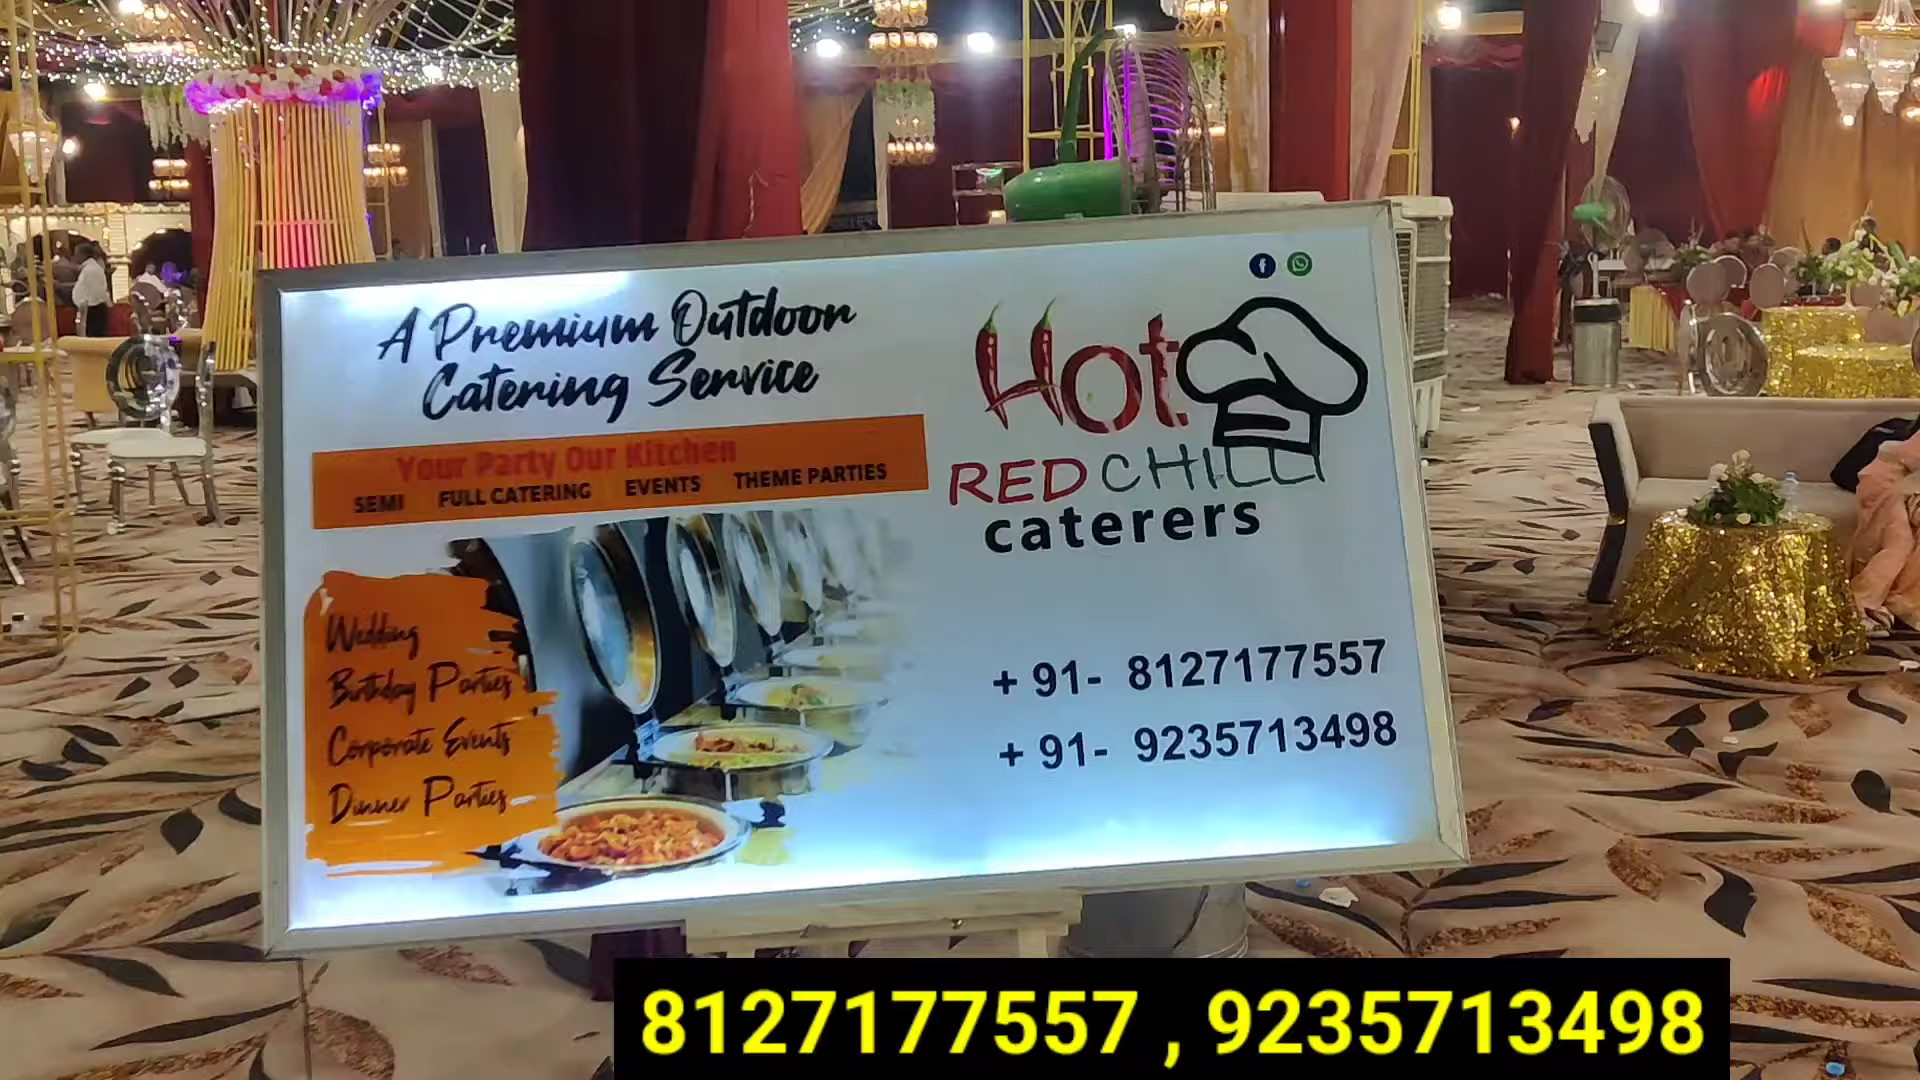 A Premium Outdoor
Catering Service
Your Party Our Kitchen
SEMI FULL CATERING EVENTS THEME PARTIES
Wedding
Birthday Parties
Corporate Events
Dinner Parties
Hot
RED CHILLI
caterers
+ 91- 8127177557
+ 91- 9235713498
8127177557 , 9235713498